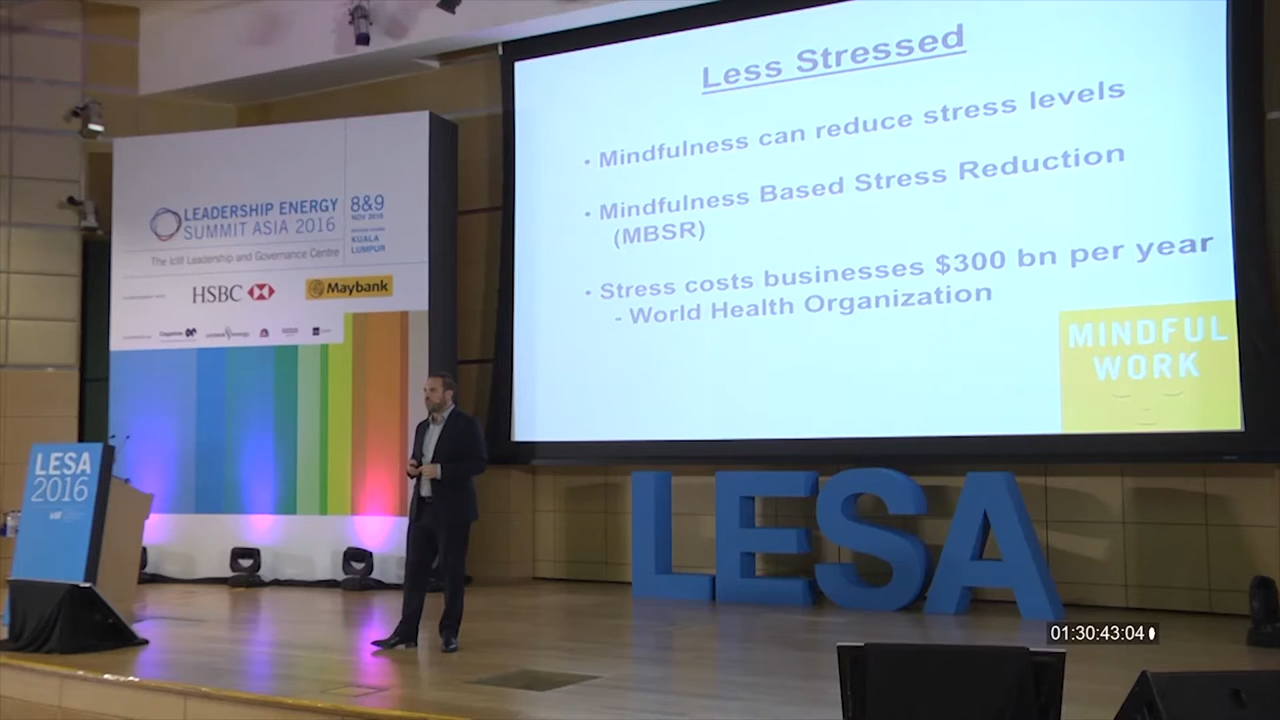 Less Stressed
• Mindfulness can reduce stress levels
• Mindfulness Based Stress Reduction
(MBSR)
• Stress costs businesses $300 bn per year
- World Health Organization
MINDFUL
WORK
LEADERSHIP ENERGY
SUMMIT ASIA 2016
8&9
NOV 2016
KUALA
LUMPUR
The Iclif Leadership and Governance Centre
HSBC
Maybank
LESA
2016
LESA
01:30:43:04